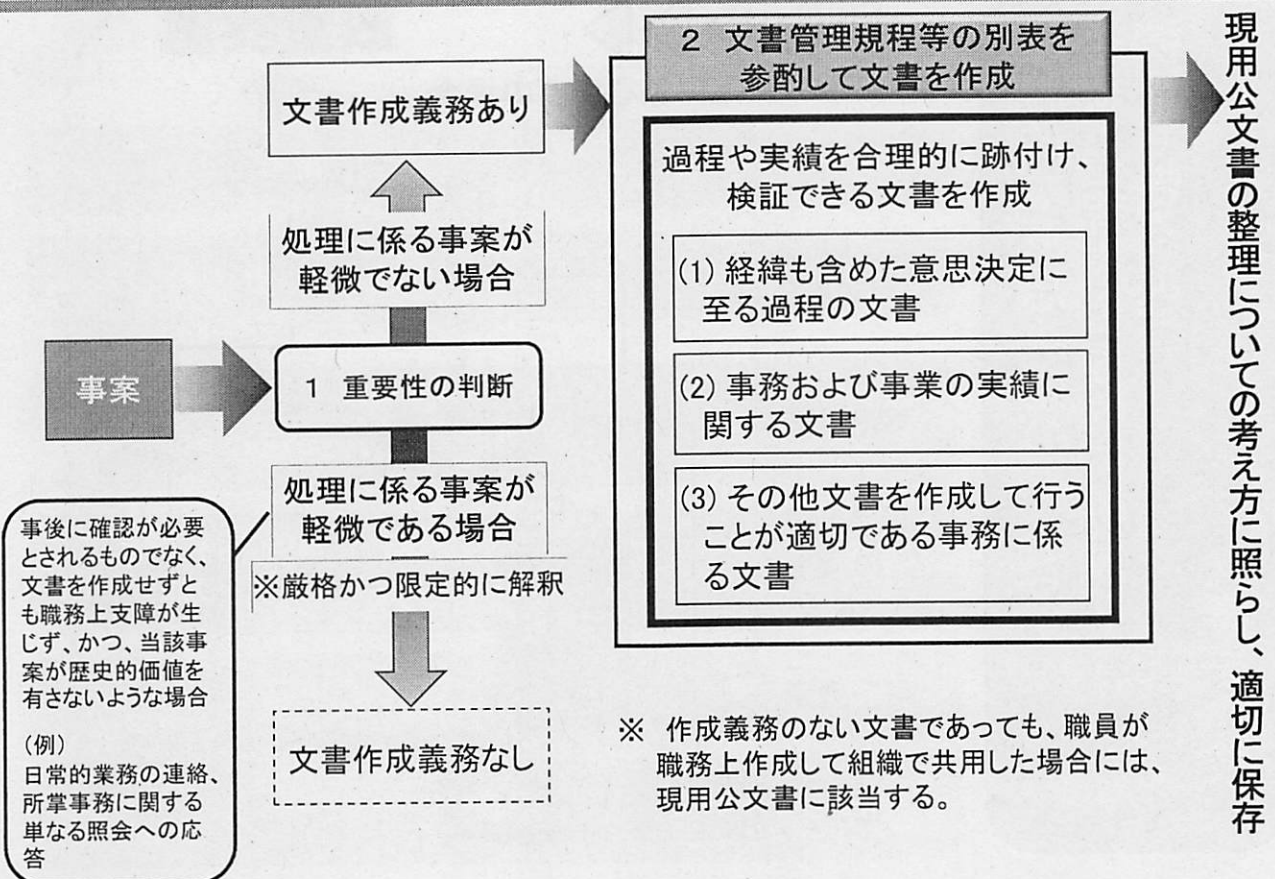 事案
1 重要性の判断
処理に係る事案が
軽微でない場合
文書作成義務あり
処理に係る事案が
軽微である場合
※厳格かつ限定的に解釈
文書作成義務なし
事後に確認が必要
とされるものでなく、
文書を作成せずと
も職務上支障が生
じず、かつ、当該事
案が歴史的価値を
有さないような場合
(例)
日常的業務の連絡、
所掌事務に関する
単なる照会への応
答
2 文書管理規程等の別表を
参酌して文書を作成
過程や実績を合理的に跡付け、
検証できる文書を作成
(1) 経緯も含めた意思決定に
至る過程の文書
(2) 事務および事業の実績に
関する文書
(3) その他文書を作成して行う
ことが適切である事務に係
る文書
※ 作成義務のない文書であっても、職員が
職務上作成して組織で共用した場合には、
現用公文書に該当する。
現用公文書の整理についての考え方に照らし、適切に保存